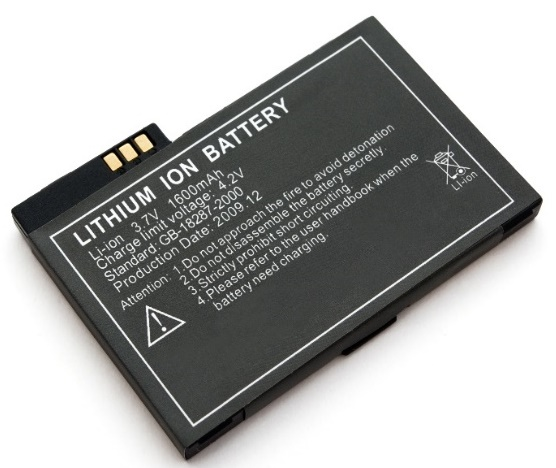 LITHIUM ION BATTERY
Li-ion 3.7V 1600mAh
Charge limit voltage: 4.2V
Standard: GB-18287-2000
Production Date: 2009.12
Attention: 1.Do not approach the fire to avoid detonation
2.Do not disassemble the battery secretly.
3.Strictly prohibit short circuiting.
4.Please refer to the user handbook when the
battery need charging.
Li-ion